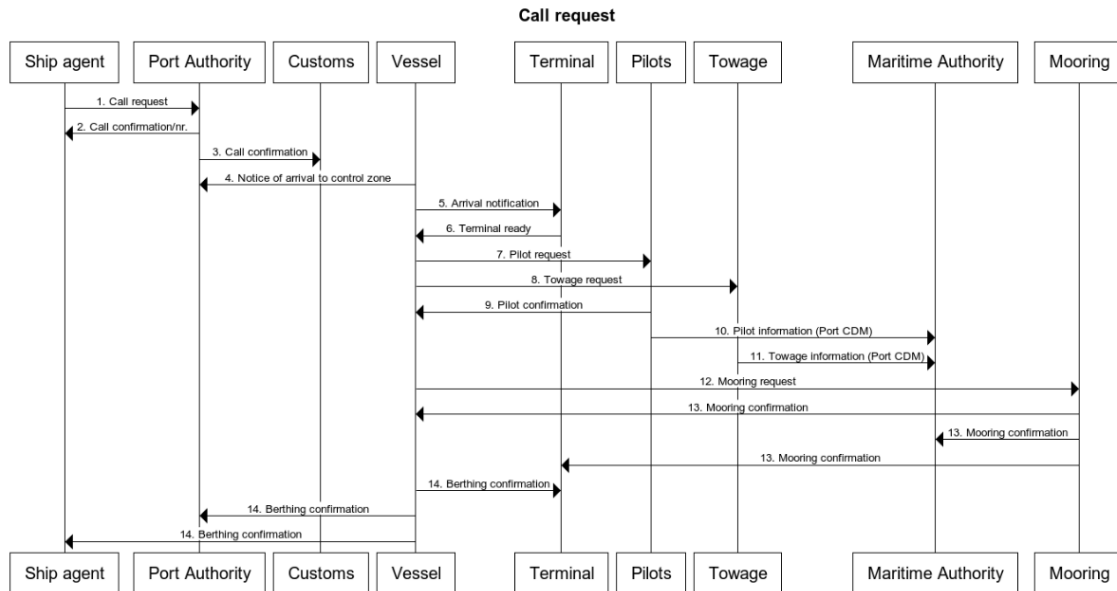 Call request
Ship agent
Port Authority
Customs
Vessel
Terminal
Pilots
Towage
Maritime Authority
Mooring
1. Call request
2. Call confirmation/nr.
3. Call confirmation
4. Notice of arrival to control zone
5. Arrival notification
6. Terminal ready
7. Pilot request
8. Towage request
9. Pilot confirmation
10. Pilot information (Port CDM)
11. Towage information (Port CDM)
12. Mooring request
13. Mooring confirmation
13. Mooring confirmation
13. Mooring confirmation
14. Berthing confirmation
14. Berthing confirmation
14. Berthing confirmation
Ship agent
Port Authority
Customs
Vessel
Terminal
Pilots
Towage
Maritime Authority
Mooring